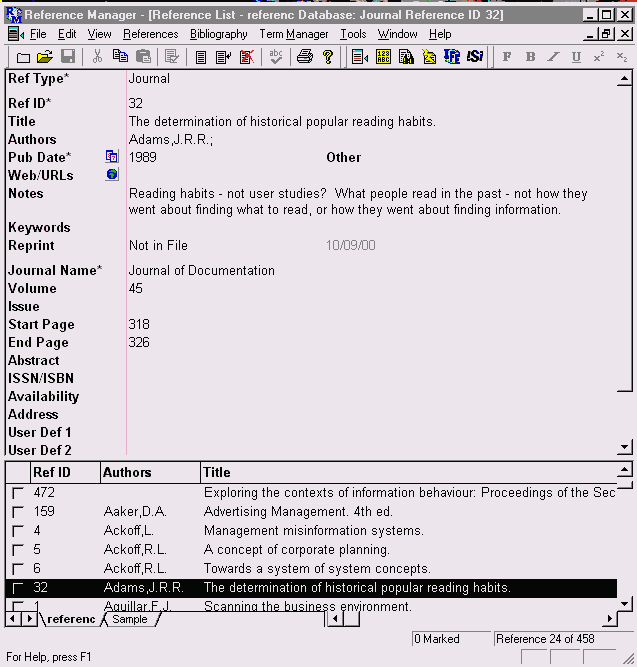 Reference Manager - [Reference List - referenc Database: Journal Reference ID 32]
File Edit View References Bibliography Term Manager Tools Window Help
Ref Type* Journal
Ref ID* 32
Title The determination of historical popular reading habits.
Authors Adams,J.R.R.;
Pub Date* 1989 Other
Web/URLs
Notes Reading habits - not user studies? What people read in the past - not how they
went about finding what to read, or how they went about finding information.
Keywords
Reprint Not in File 10/09/00
Journal Name* Journal of Documentation
Volume 45
Issue
Start Page 318
End Page 326
Abstract
ISSN/ISBN
Availability
Address
User Def 1
User Def 2
Ref ID Authors Title
472 Exploring the contexts of information behaviour: Proceedings of the Sec
159 Aaker,D.A. Advertising Management. 4th ed.
4 Ackoff,L. Management misinformation systems.
5 Ackoff,R.L. A concept of corporate planning.
6 Ackoff,R.L. Towards a system of system concepts.
32 Adams,J.R.R. The determination of historical popular reading habits.
1 Aguilar,F.J. Scanning the business environment.
referenc Sample
0 Marked Reference 24 of 458
For Help, press F1